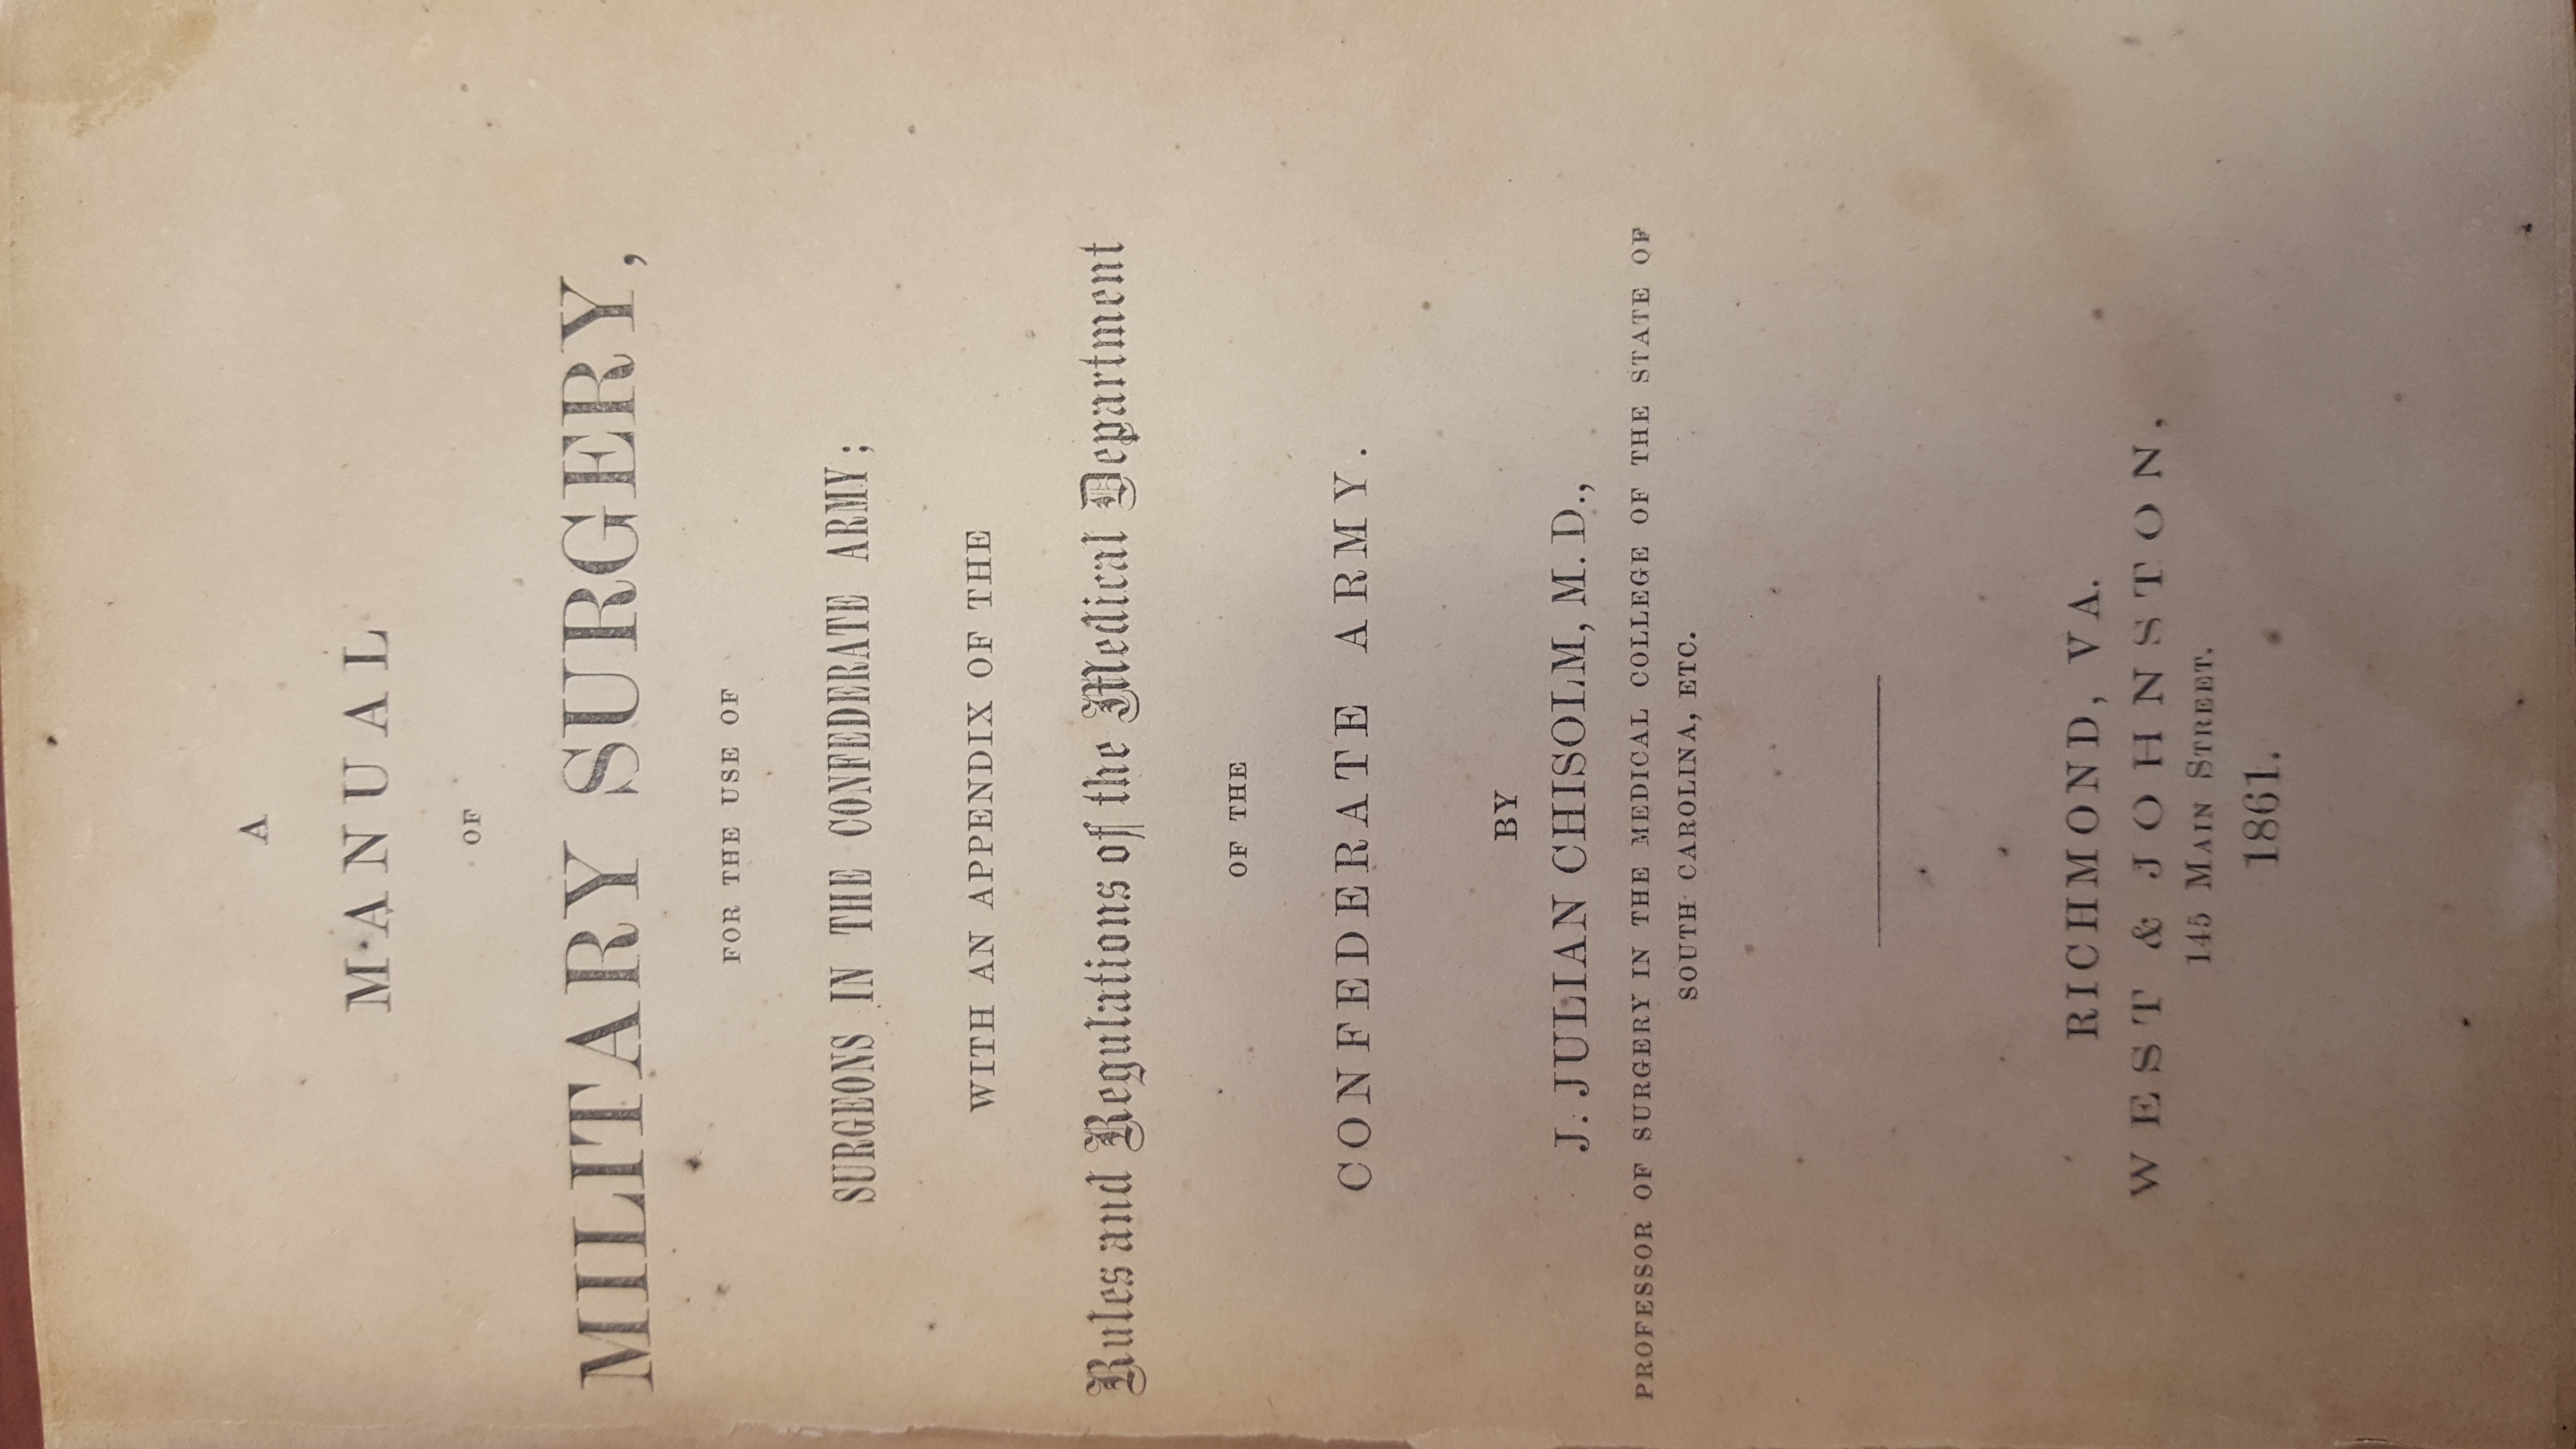 A
MANUAL
OF
MILITARY SURGERY,
FOR THE USE OF
SURGEONS IN THE CONFEDERATE ARMY;
WITH AN APPENDIX OF THE
Rules and Regulations of the Medical Department
OF THE
CONFEDERATE ARMY.
BY
J. JULIAN CHISOLM, M. D.,
PROFESSOR OF SURGERY IN THE MEDICAL COLLEGE OF THE STATE OF
SOUTH CAROLINA, ETC.
RICHMOND, VA.
WEST & JOHNSTON,
145 MAIN STREET.
1861.